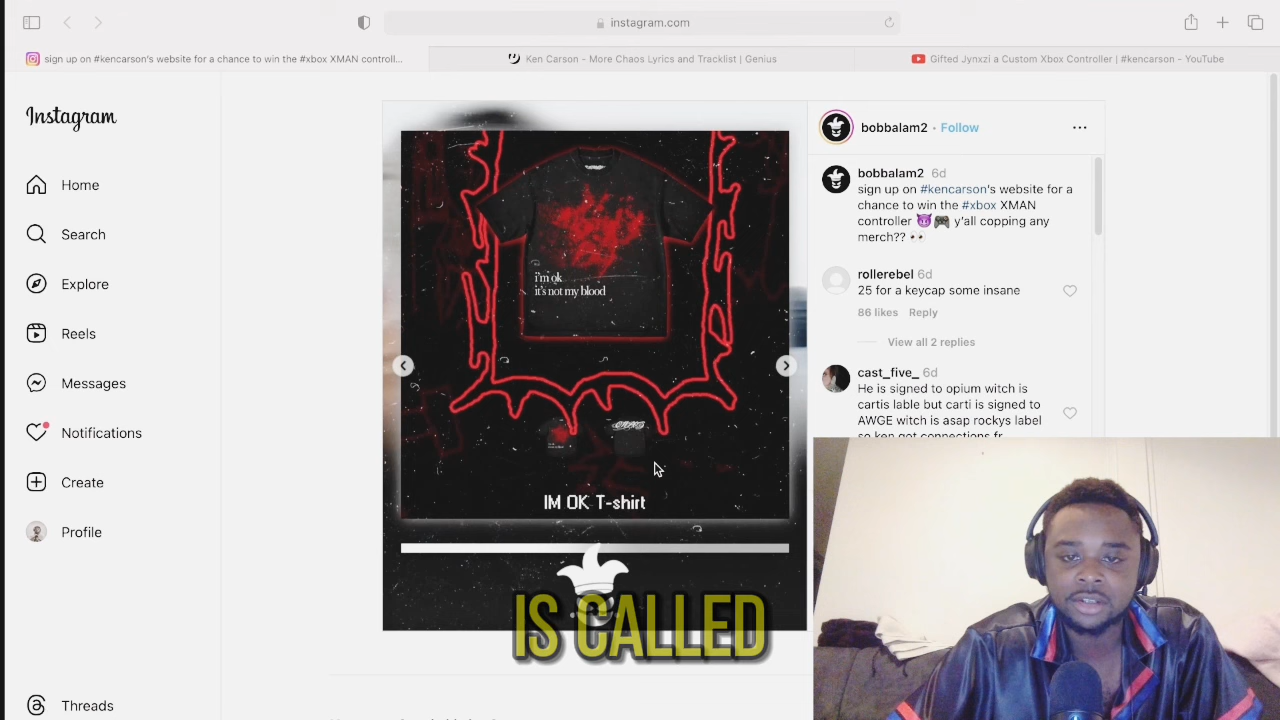 instagram.com
sign up on #kencarson's website for a chance to win the #xbox XMAN controll...
Ken Carson - More Chaos Lyrics and Tracklist | Genius
Gifted Jynxzi a Custom Xbox Controller | #kencarson - YouTube
Instagram
Home
Search
Explore
Reels
Messages
Notifications
Create
Profile
Threads
i'm ok
it's not my blood
IM OK T-shirt
IS CALLED
bobbalam2 · Follow
bobbalam2 6d
sign up on #kencarson's website for a
chance to win the #xbox XMAN
controller 😈🎮 y'all copping any
merch?? 👀
rollerebel 6d
25 for a keycap some insane
86 likes Reply
View all 2 replies
cast_five_ 6d
He is signed to opium witch is
cartis lable but carti is signed to
AWGE witch is asap rockys label
so ken got connections fr